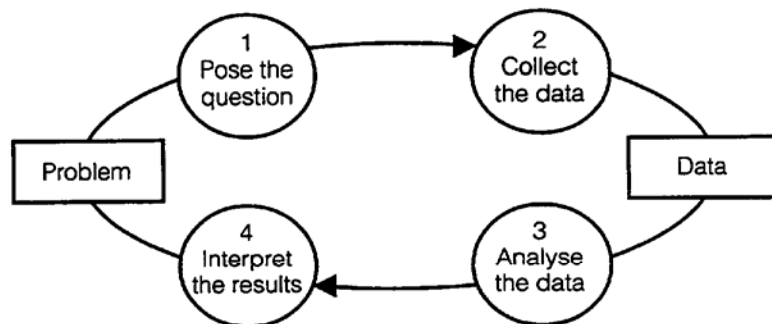 1
Pose the
question
2
Collect
the data
Problem
Data
4
Interpret
the results
3
Analyse
the data